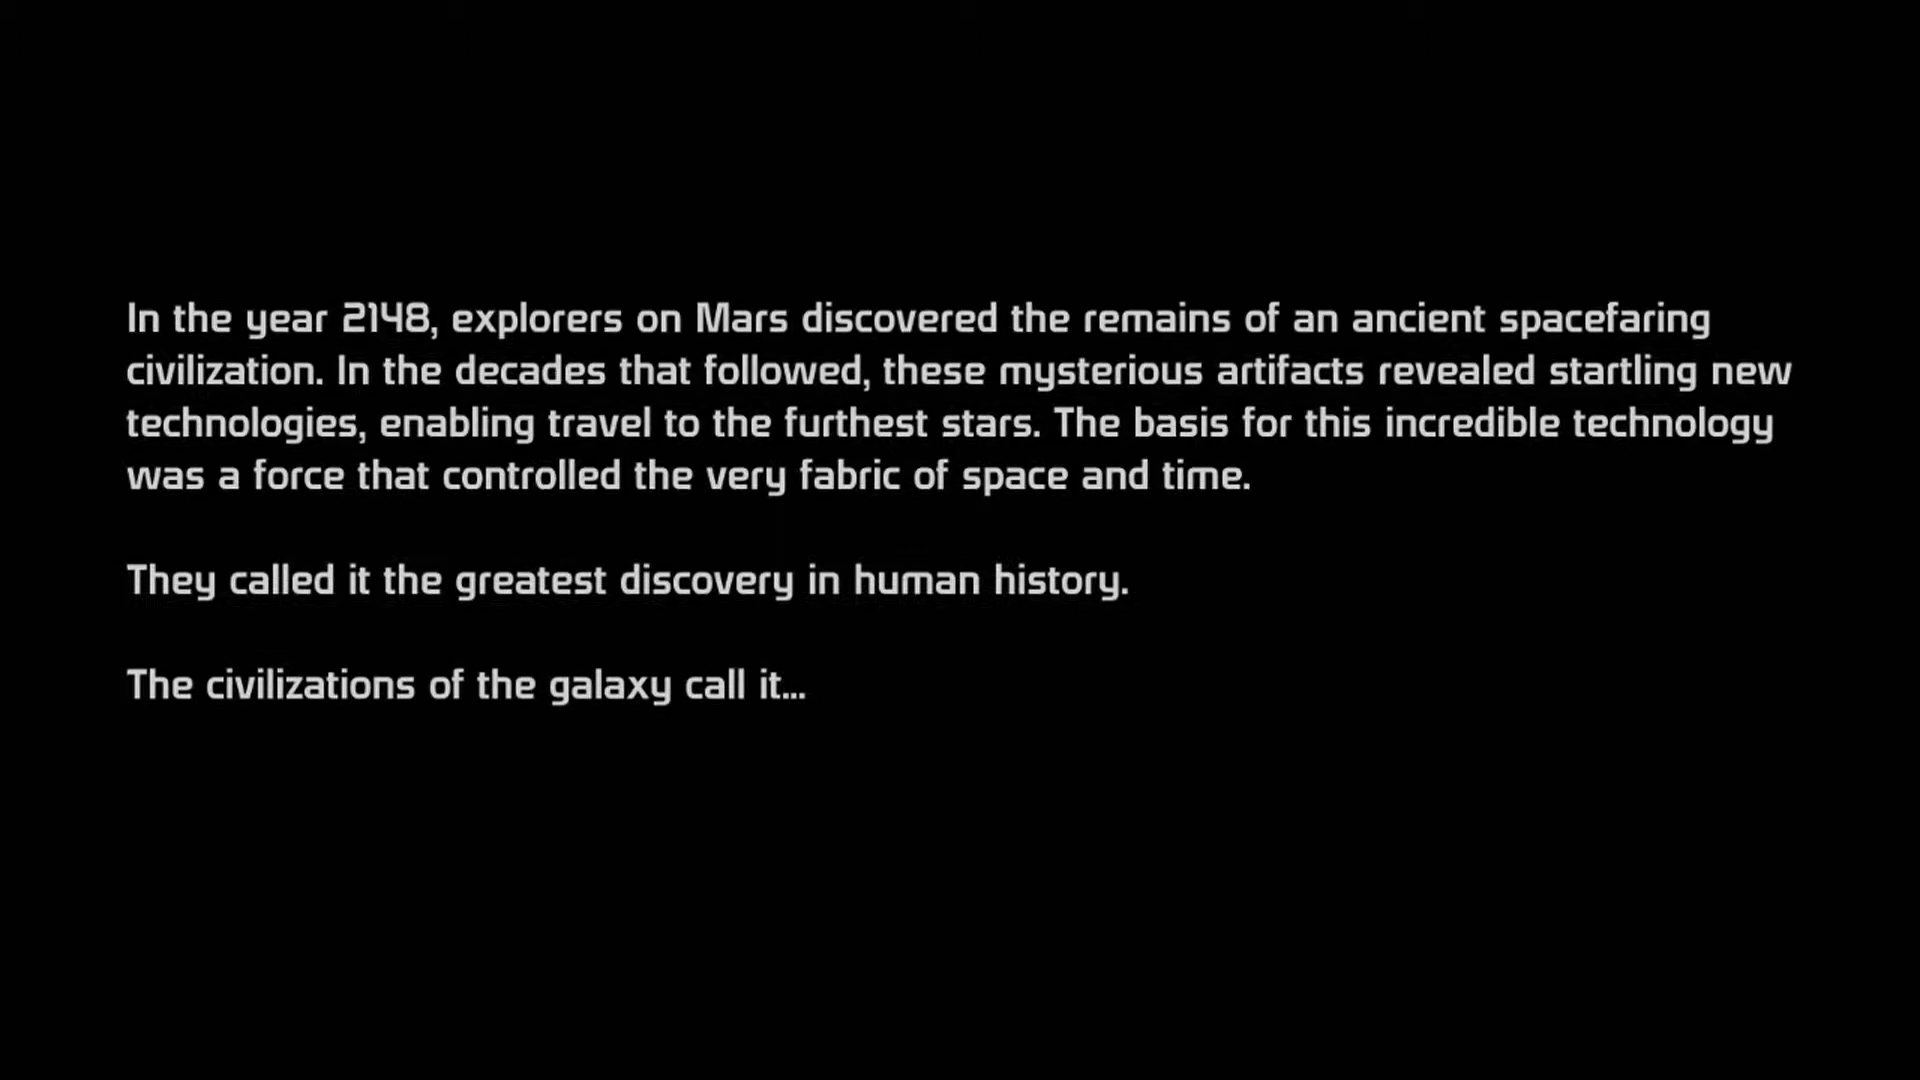 In the year 2148, explorers on Mars discovered the remains of an ancient spacefaring
civilization. In the decades that followed, these mysterious artifacts revealed startling new
technologies, enabling travel to the furthest stars. The basis for this incredible technology
was a force that controlled the very fabric of space and time.
They called it the greatest discovery in human history.
The civilizations of the galaxy call it...